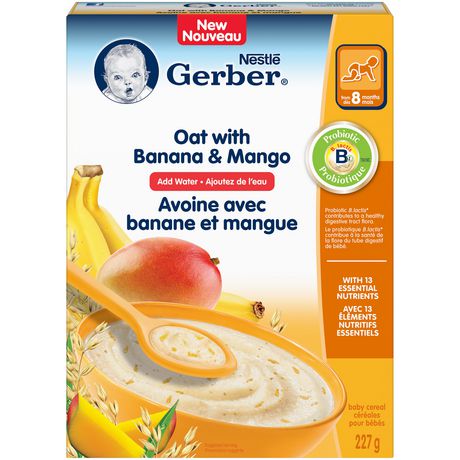 New
Nouveau
Nestlé
Gerber®
from
dès 8 months
mois
Oat with
Banana & Mango
Add Water • Ajoutez de l'eau
Avoine avec
banane et mangue
Probiotic
B. lactis
B
Probiotique
Probiotic B.lactis*
contributes to a healthy
digestive tract flora.
Le probiotique B.lactis*
contribue à la santé de
la flore du tube digestif
de bébé.
WITH 13
ESSENTIAL
NUTRIENTS
AVEC 13
ÉLÉMENTS
NUTRITIFS
ESSENTIELS
baby cereal
céréales
pour bébés
227 g